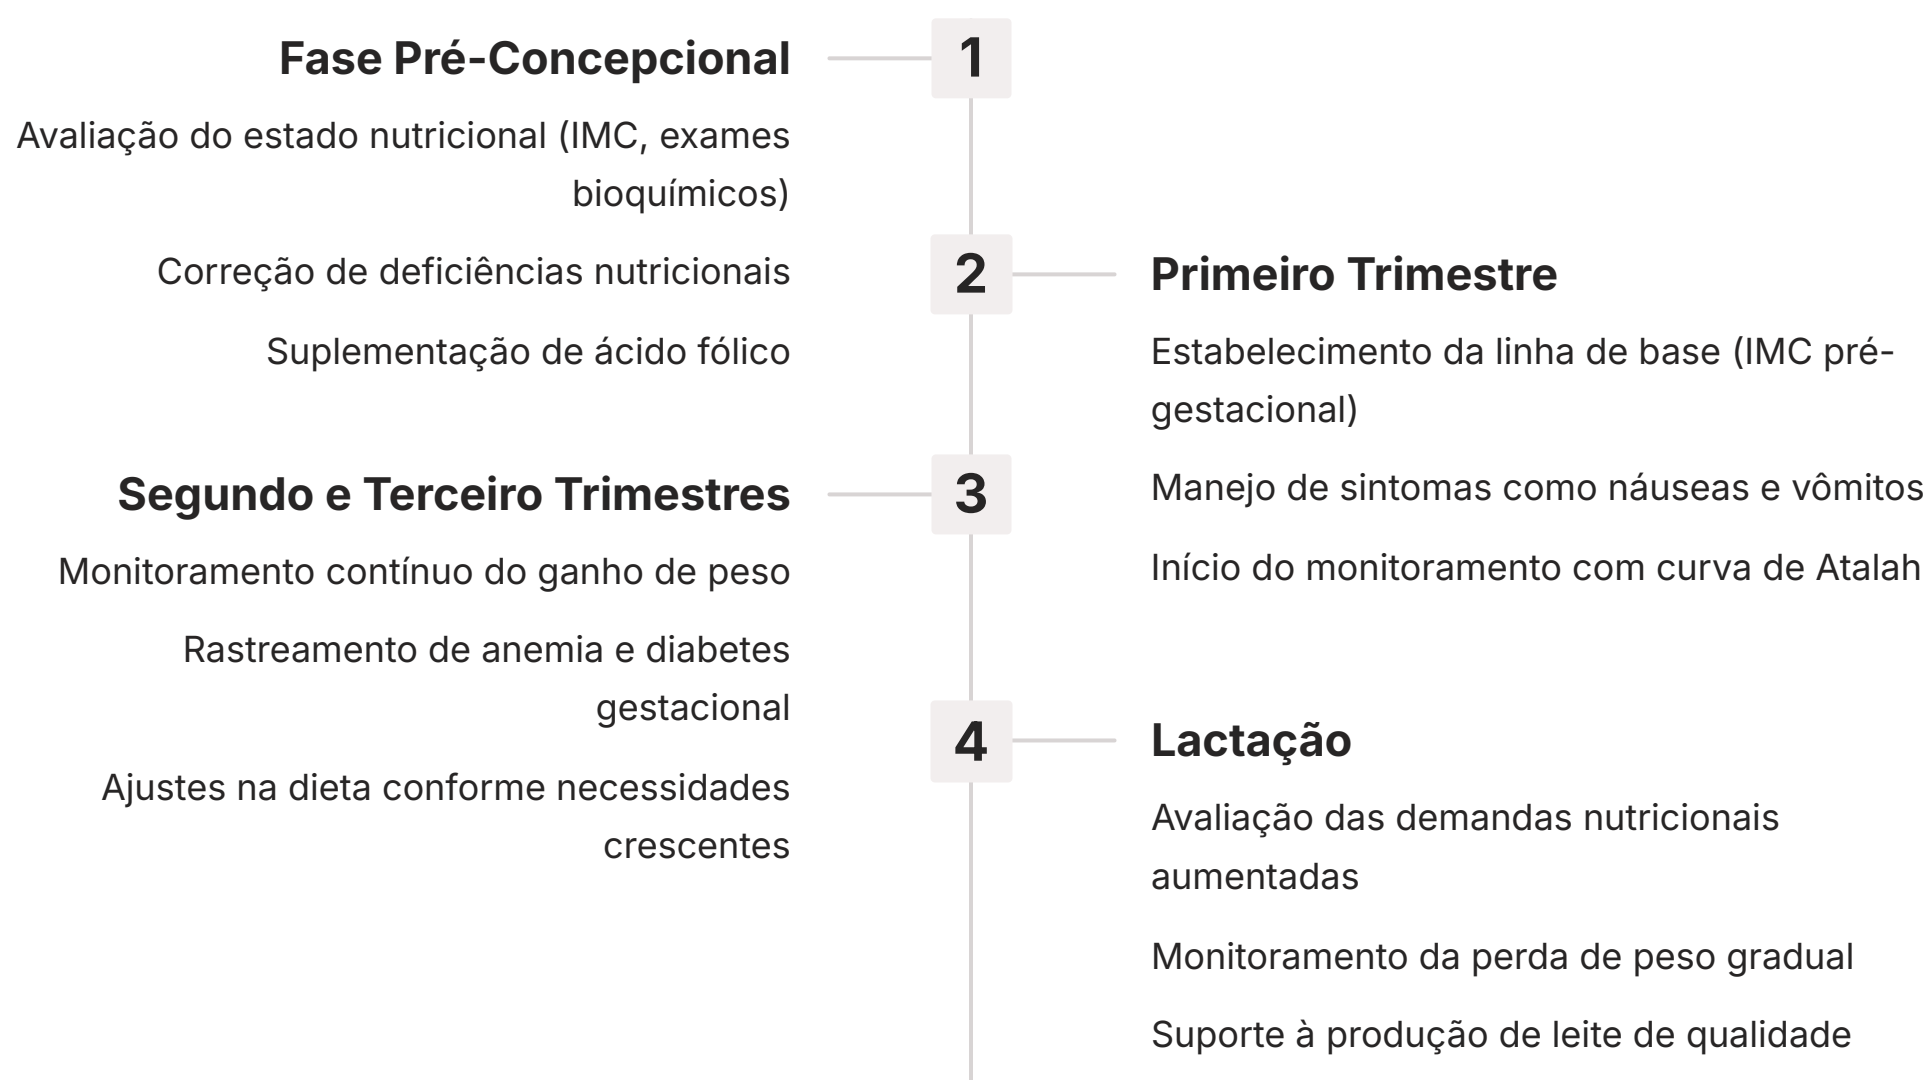 Fase Pré-Concepcional
1
Avaliação do estado nutricional (IMC, exames
bioquímicos)
Correção de deficiências nutricionais
Suplementação de ácido fólico
2
Primeiro Trimestre
Estabelecimento da linha de base (IMC pré-
gestacional)
Manejo de sintomas como náuseas e vômitos
Início do monitoramento com curva de Atalah
Segundo e Terceiro Trimestres
3
Monitoramento contínuo do ganho de peso
Rastreamento de anemia e diabetes
gestacional
Ajustes na dieta conforme necessidades
crescentes
4
Lactação
Avaliação das demandas nutricionais
aumentadas
Monitoramento da perda de peso gradual
Suporte à produção de leite de qualidade